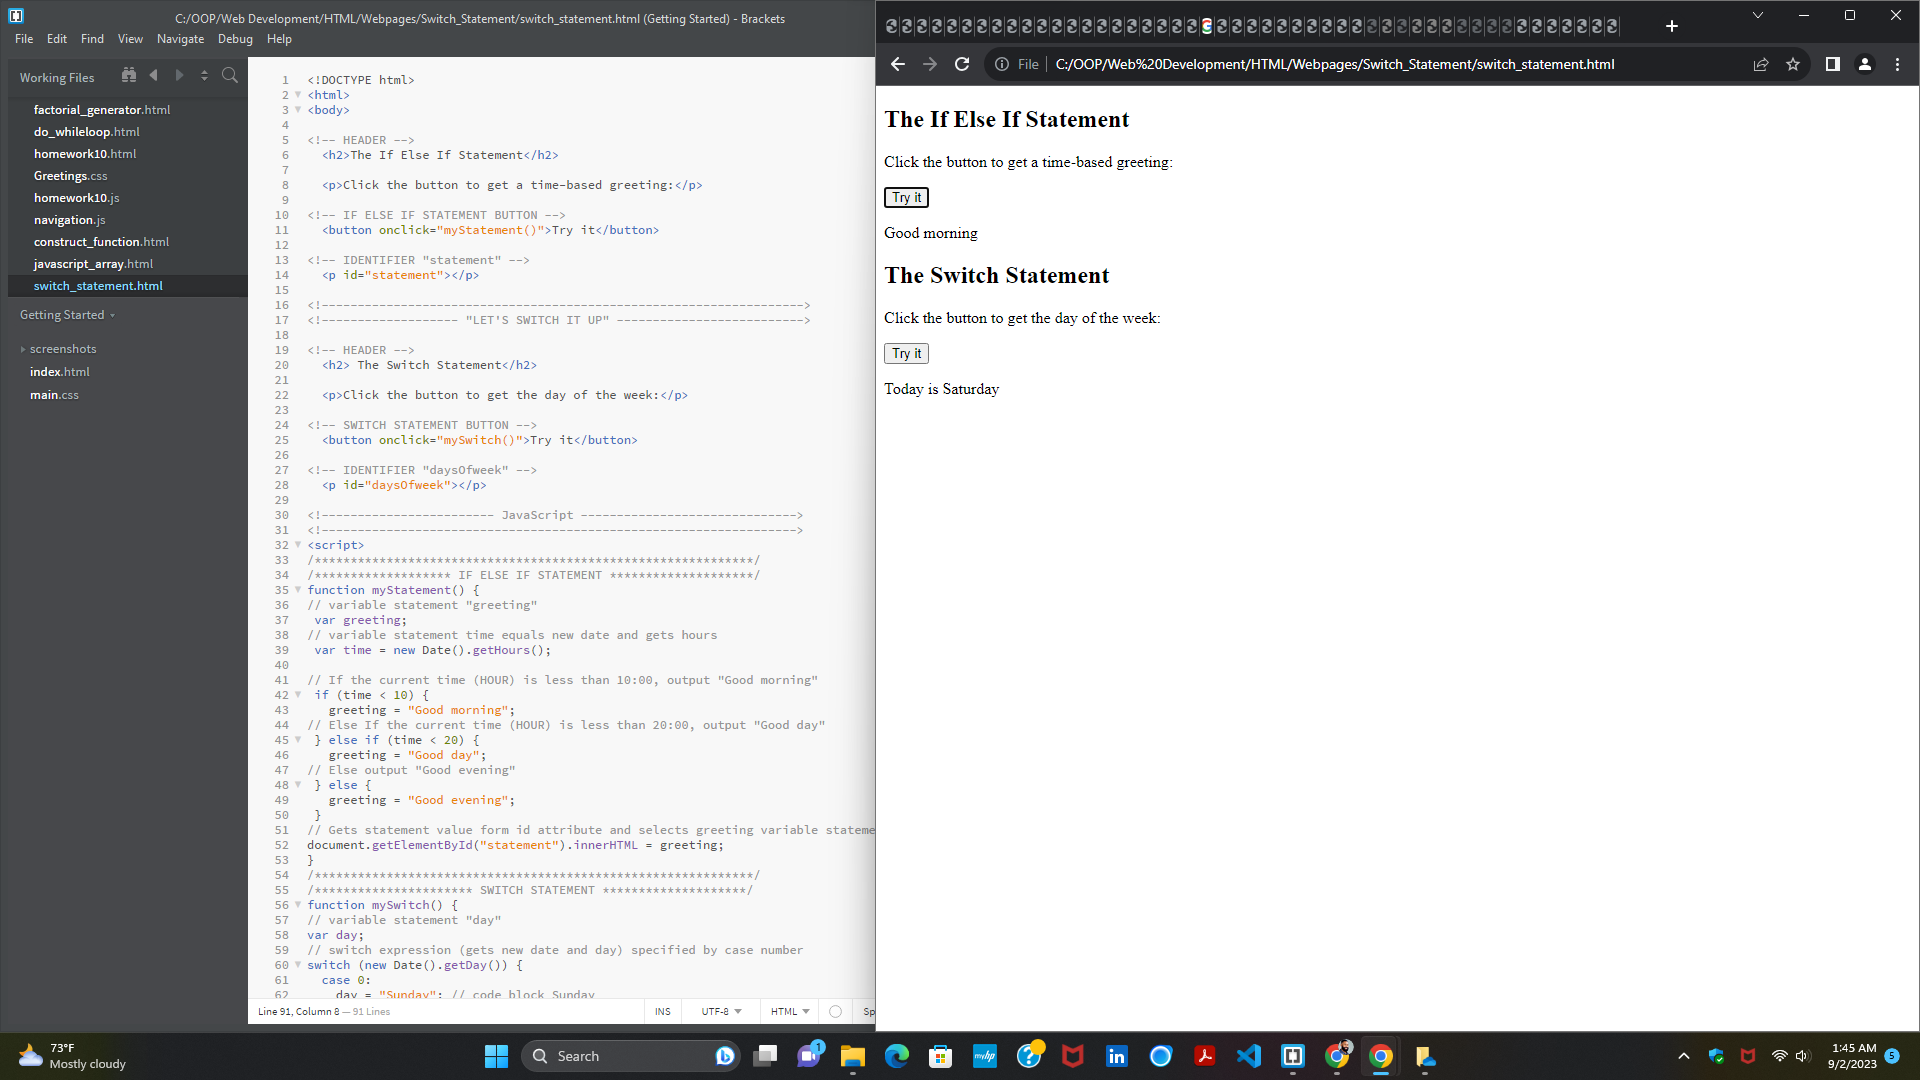 C:/OOP/Web Development/HTML/Webpages/Switch_Statement/switch_statement.html (Getting Started) - Brackets
File Edit Find View Navigate Debug Help
Working Files
factorial_generator.html
do_whileloop.html
homework10.html
Greetings.css
homework10.js
navigation.js
construct_function.html
javascript_array.html
switch_statement.html
Getting Started
screenshots
index.html
main.css
1 <!DOCTYPE html>
2 <html>
3 <body>
4
5 <!-- HEADER -->
6 <h2>The If Else If Statement</h2>
7
8 <p>Click the button to get a time-based greeting:</p>
9
10 <!-- IF ELSE IF STATEMENT BUTTON -->
11 <button onclick="myStatement()">Try it</button>
12
13 <!-- IDENTIFIER "statement" -->
14 <p id="statement"></p>
15
16 <!------------------------------------------------------------------->
17 <!------------------- "LET'S SWITCH IT UP" -------------------------->
18
19 <!-- HEADER -->
20 <h2> The Switch Statement</h2>
21
22 <p>Click the button to get the day of the week:</p>
23
24 <!-- SWITCH STATEMENT BUTTON -->
25 <button onclick="mySwitch()">Try it</button>
26
27 <!-- IDENTIFIER "daysOfweek" -->
28 <p id="daysOfweek"></p>
29
30 <!------------------------ JavaScript ------------------------------>
31 <!------------------------------------------------------------------>
32 <script>
33 /*************************************************************/
34 /******************* IF ELSE IF STATEMENT ********************/
35 function myStatement() {
36 // variable statement "greeting"
37 var greeting;
38 // variable statement time equals new date and gets hours
39 var time = new Date().getHours();
40
41 // If the current time (HOUR) is less than 10:00, output "Good morning"
42 if (time < 10) {
43 greeting = "Good morning";
44 // Else If the current time (HOUR) is less than 20:00, output "Good day"
45 } else if (time < 20) {
46 greeting = "Good day";
47 // Else output "Good evening"
48 } else {
49 greeting = "Good evening";
50 }
51 // Gets statement value form id attribute and selects greeting variable stateme
52 document.getElementById("statement").innerHTML = greeting;
53 }
54 /*************************************************************/
55 /********************** SWITCH STATEMENT ********************/
56 function mySwitch() {
57 // variable statement "day"
58 var day;
59 // switch expression (gets new date and day) specified by case number
60 switch (new Date().getDay()) {
61 case 0:
62 day = "Sunday"; // code block Sunday
Line 91, Column 8 — 91 Lines
INS UTF-8 HTML Sp
File C:/OOP/Web%20Development/HTML/Webpages/Switch_Statement/switch_statement.html
The If Else If Statement
Click the button to get a time-based greeting:
Try it
Good morning
The Switch Statement
Click the button to get the day of the week:
Try it
Today is Saturday
73°F
Mostly cloudy
Search
1
myhp
1:45 AM
9/2/2023
5